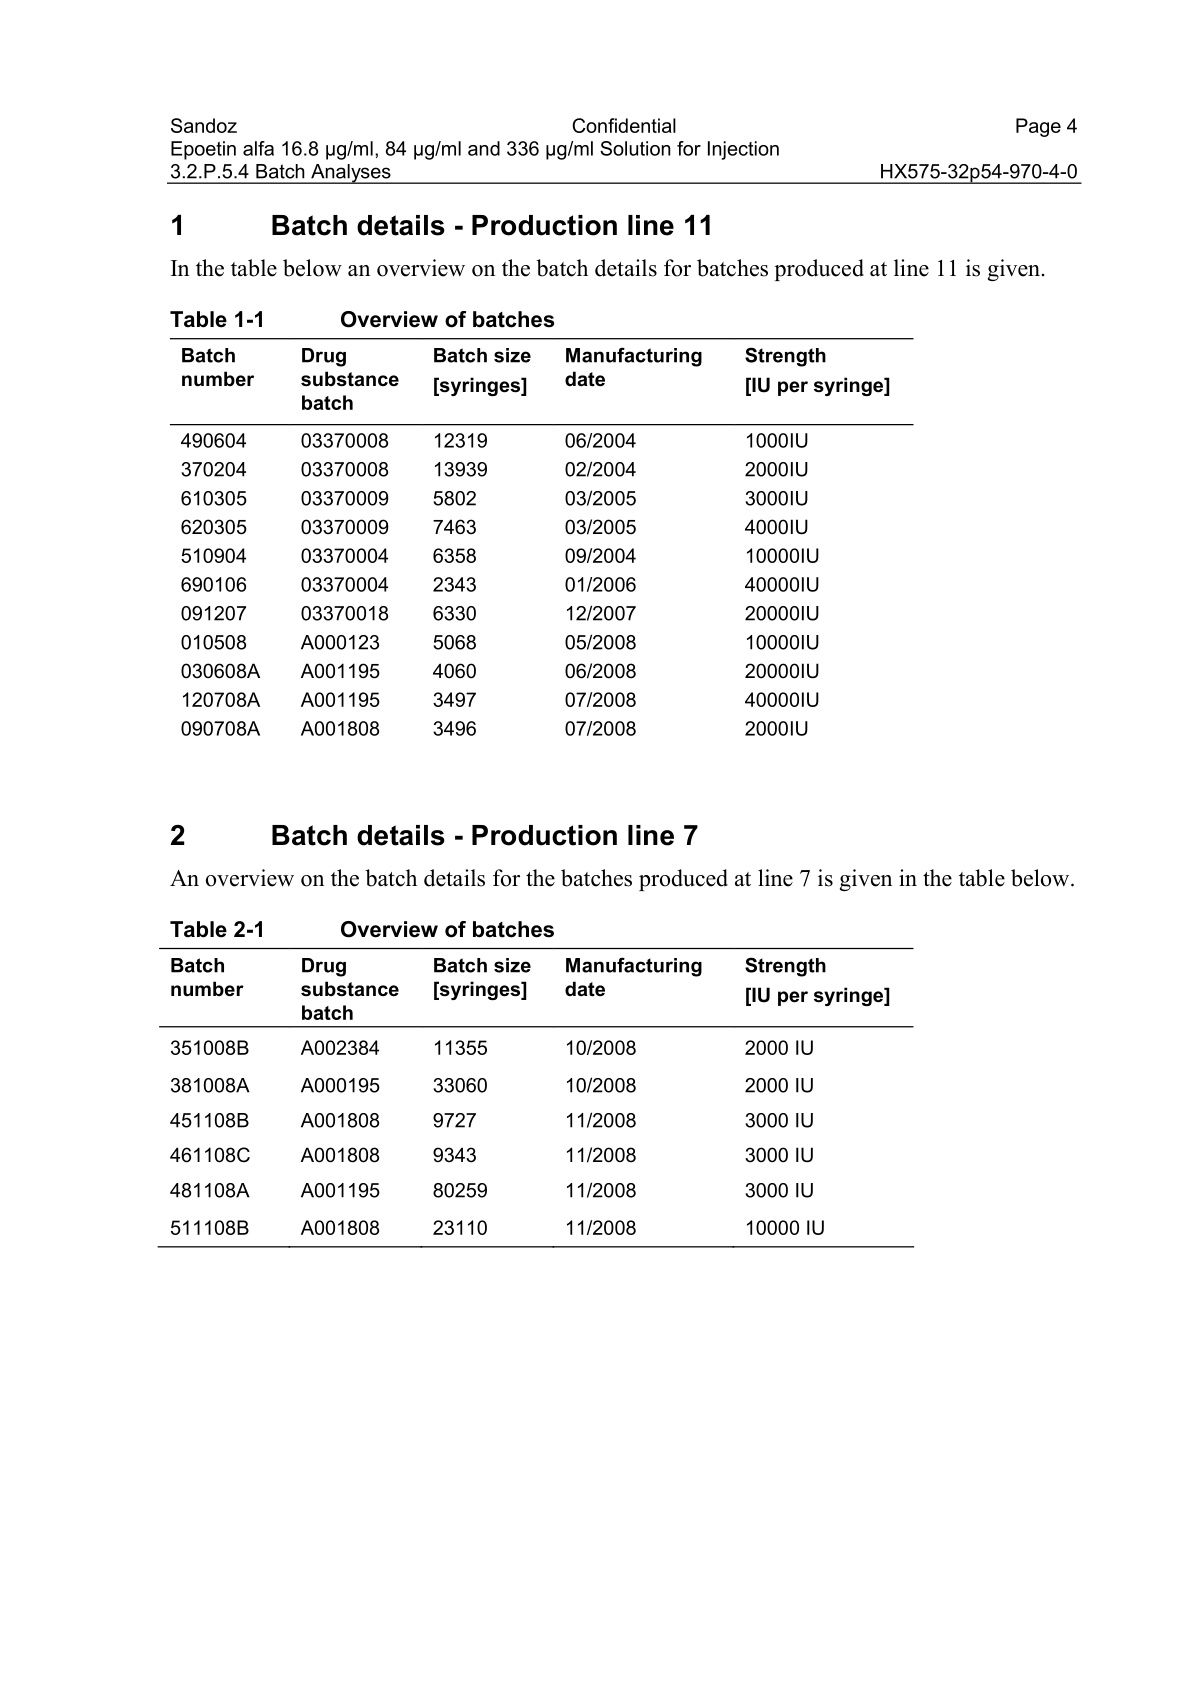 Sandoz Confidential Page 4
Epoetin alfa 16.8 µg/ml, 84 µg/ml and 336 µg/ml Solution for Injection
3.2.P.5.4 Batch Analyses HX575-32p54-970-4-0
1 Batch details - Production line 11
In the table below an overview on the batch details for batches produced at line 11 is given.
Table 1-1 Overview of batches
Batch number Drug substance batch Batch size [syringes] Manufacturing date Strength [IU per syringe]
490604 03370008 12319 06/2004 1000IU
370204 03370008 13939 02/2004 2000IU
610305 03370009 5802 03/2005 3000IU
620305 03370009 7463 03/2005 4000IU
510904 03370004 6358 09/2004 10000IU
690106 03370004 2343 01/2006 40000IU
091207 03370018 6330 12/2007 20000IU
010508 A000123 5068 05/2008 10000IU
030608A A001195 4060 06/2008 20000IU
120708A A001195 3497 07/2008 40000IU
090708A A001808 3496 07/2008 2000IU
2 Batch details - Production line 7
An overview on the batch details for the batches produced at line 7 is given in the table below.
Table 2-1 Overview of batches
Batch number Drug substance batch Batch size [syringes] Manufacturing date Strength [IU per syringe]
351008B A002384 11355 10/2008 2000 IU
381008A A000195 33060 10/2008 2000 IU
451108B A001808 9727 11/2008 3000 IU
461108C A001808 9343 11/2008 3000 IU
481108A A001195 80259 11/2008 3000 IU
511108B A001808 23110 11/2008 10000 IU